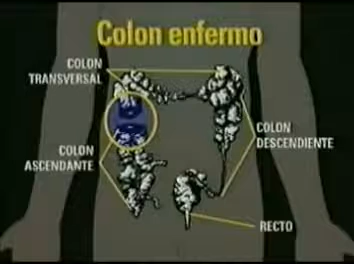 Colon enfermo
COLON
TRANSVERSAL
COLON
DESCENDIENTE
COLON
ASCENDANTE
RECTO